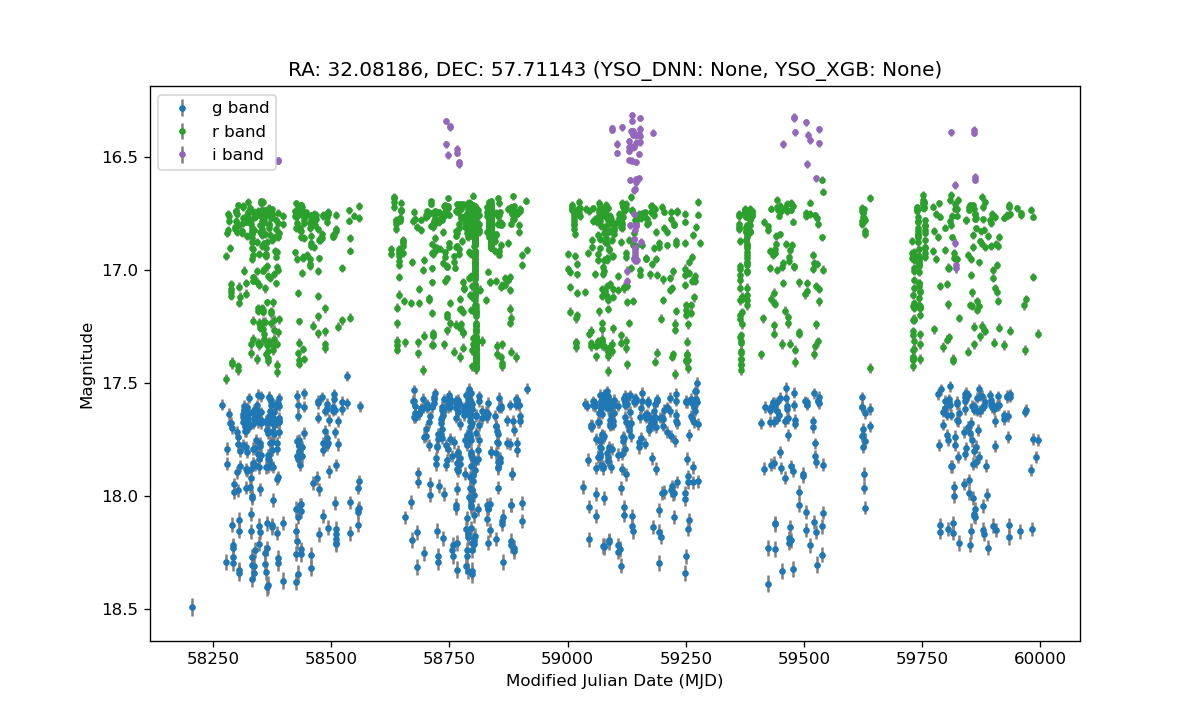 RA: 32.08186, DEC: 57.71143 (YSO_DNN: None, YSO_XGB: None)
g band
r band
i band
Magnitude
16.5
17.0
17.5
18.0
18.5
58250 58500 58750 59000 59250 59500 59750 60000
Modified Julian Date (MJD)